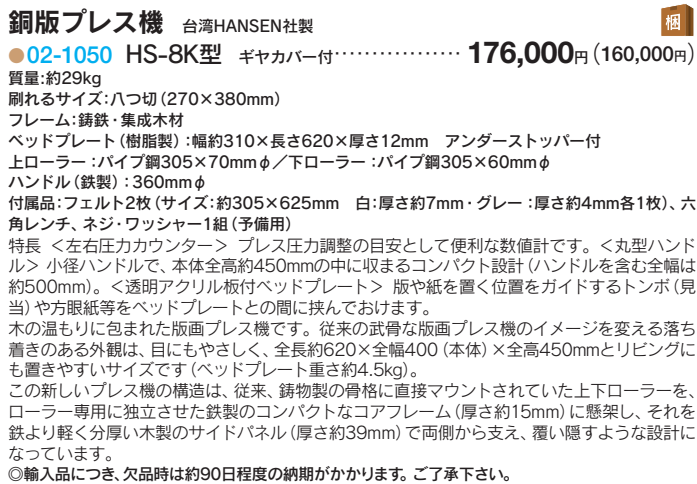 銅版プレス機 台湾HANSEN社製
梱
●02-1050 HS-8K型 ギヤカバー付……………… 176,000円（160,000円）
質量:約29kg
刷れるサイズ:八つ切（270×380mm）
フレーム:鋳鉄・集成木材
ベッドプレート（樹脂製）:幅約310×長さ620×厚さ12mm　アンダーストッパー付
上ローラー:パイプ鋼305×70mmφ／下ローラー:パイプ鋼305×60mmφ
ハンドル（鉄製）:360mmφ
付属品:フェルト2枚（サイズ:約305×625mm　白:厚さ約7mm・グレー:厚さ約4mm各1枚）、六
角レンチ、ネジ・ワッシャー1組（予備用）
特長　＜左右圧力カウンター＞　プレス圧力調整の目安として便利な数値計です。＜丸型ハンド
ル＞ 小径ハンドルで、本体全高約450mmの中に収まるコンパクト設計（ハンドルを含む全幅は
約500mm）。＜透明アクリル板付ベッドプレート＞ 版や紙を置く位置をガイドするトンボ（見
当）や方眼紙等をベッドプレートとの間に挟んでおけます。
木の温もりに包まれた版画プレス機です。従来の武骨な版画プレス機のイメージを変える落ち
着きのある外観は、目にもやさしく、全長約620×全幅400（本体）×全高450mmとリビングに
も置きやすいサイズです（ベッドプレート重さ約4.5kg）。
この新しいプレス機の構造は、従来、鋳物製の骨格に直接マウントされていた上下ローラーを、
ローラー専用に独立させた鉄製のコンパクトなコアフレーム（厚さ約15mm）に懸架し、それを
鉄より軽く分厚い木製のサイドパネル（厚さ約39mm）で両側から支え、覆い隠すような設計に
なっています。
◎輸入品につき、欠品時は約90日程度の納期がかかります。ご了承下さい。